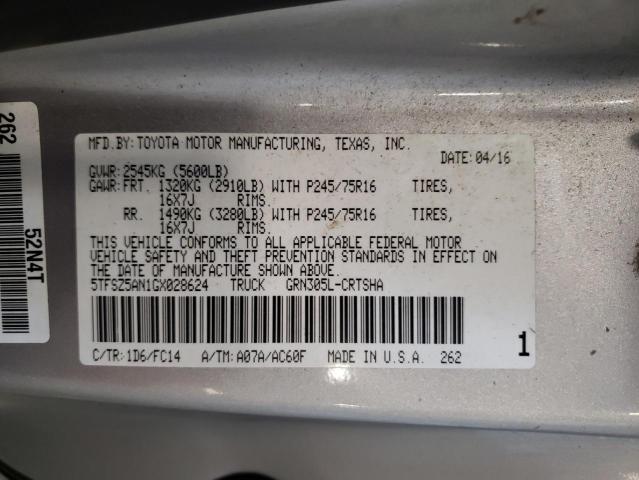 MFD.BY:TOYOTA MOTOR MANUFACTURING, TEXAS, INC.
DATE:04/16
GVWR:2545KG (5600LB)
GAWR:FRT. 1320KG (2910LB) WITH P245/75R16 TIRES,
16X7J RIMS.
RR. 1490KG (3280LB) WITH P245/75R16 TIRES,
16X7J RIMS.
THIS VEHICLE CONFORMS TO ALL APPLICABLE FEDERAL MOTOR
VEHICLE SAFETY AND THEFT PREVENTION STANDARDS IN EFFECT ON
THE DATE OF MANUFACTURE SHOWN ABOVE.
5TFSZ5AN1GX028624 TRUCK GRN305L-CRTSHA
C/TR:1D6/FC14 A/TM:A07A/AC60F MADE IN U.S.A. 262
1
262
52N4T